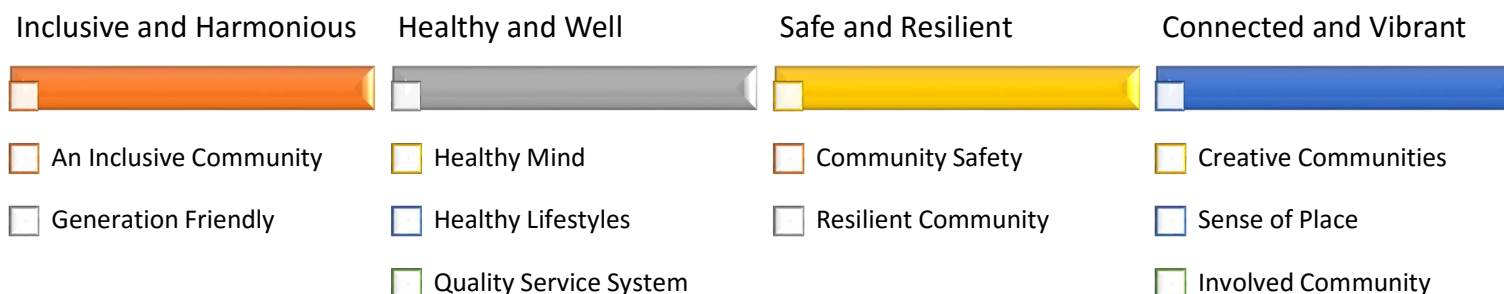 Inclusive and Harmonious
An Inclusive Community
Generation Friendly
Healthy and Well
Healthy Mind
Healthy Lifestyles
Quality Service System
Safe and Resilient
Community Safety
Resilient Community
Connected and Vibrant
Creative Communities
Sense of Place
Involved Community